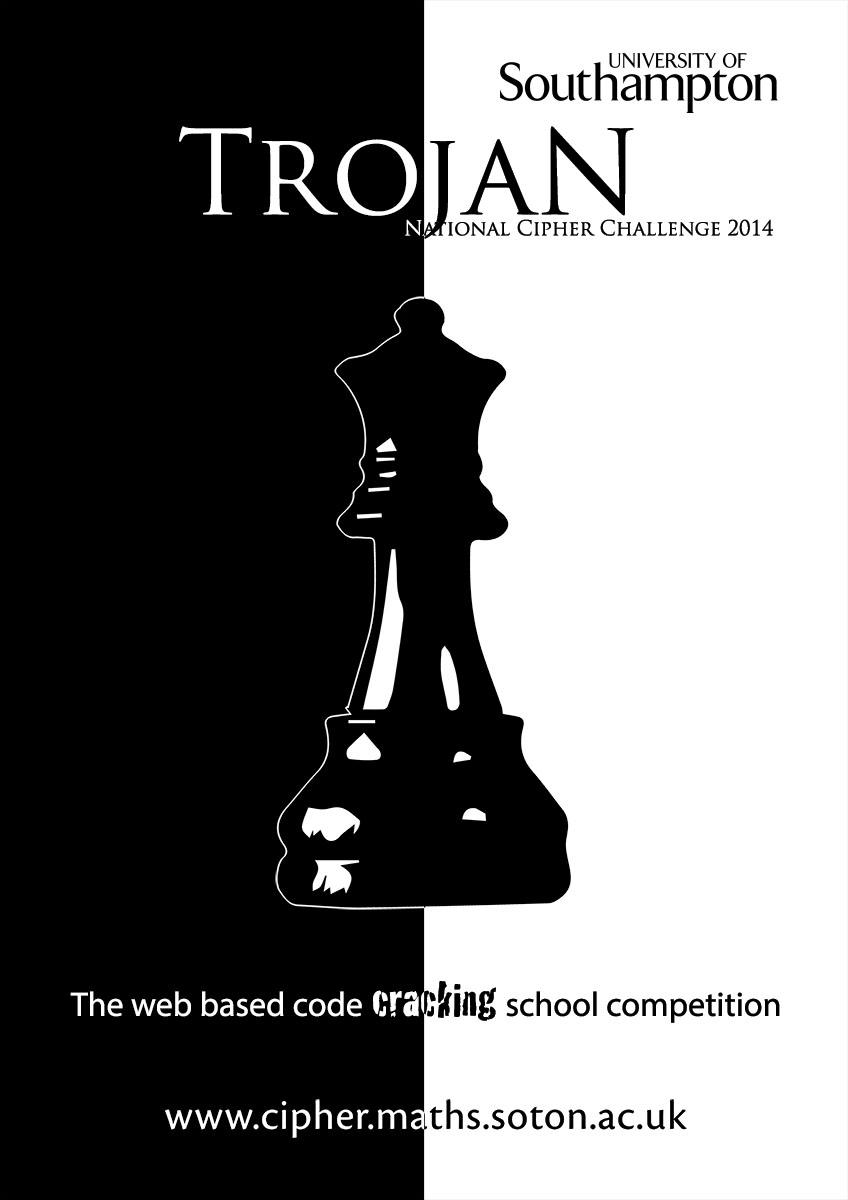 UNIVERSITY OF
Southampton
TROJAN
NATIONAL CIPHER CHALLENGE 2014
The web based code cracking school competition
www.cipher.maths.soton.ac.uk